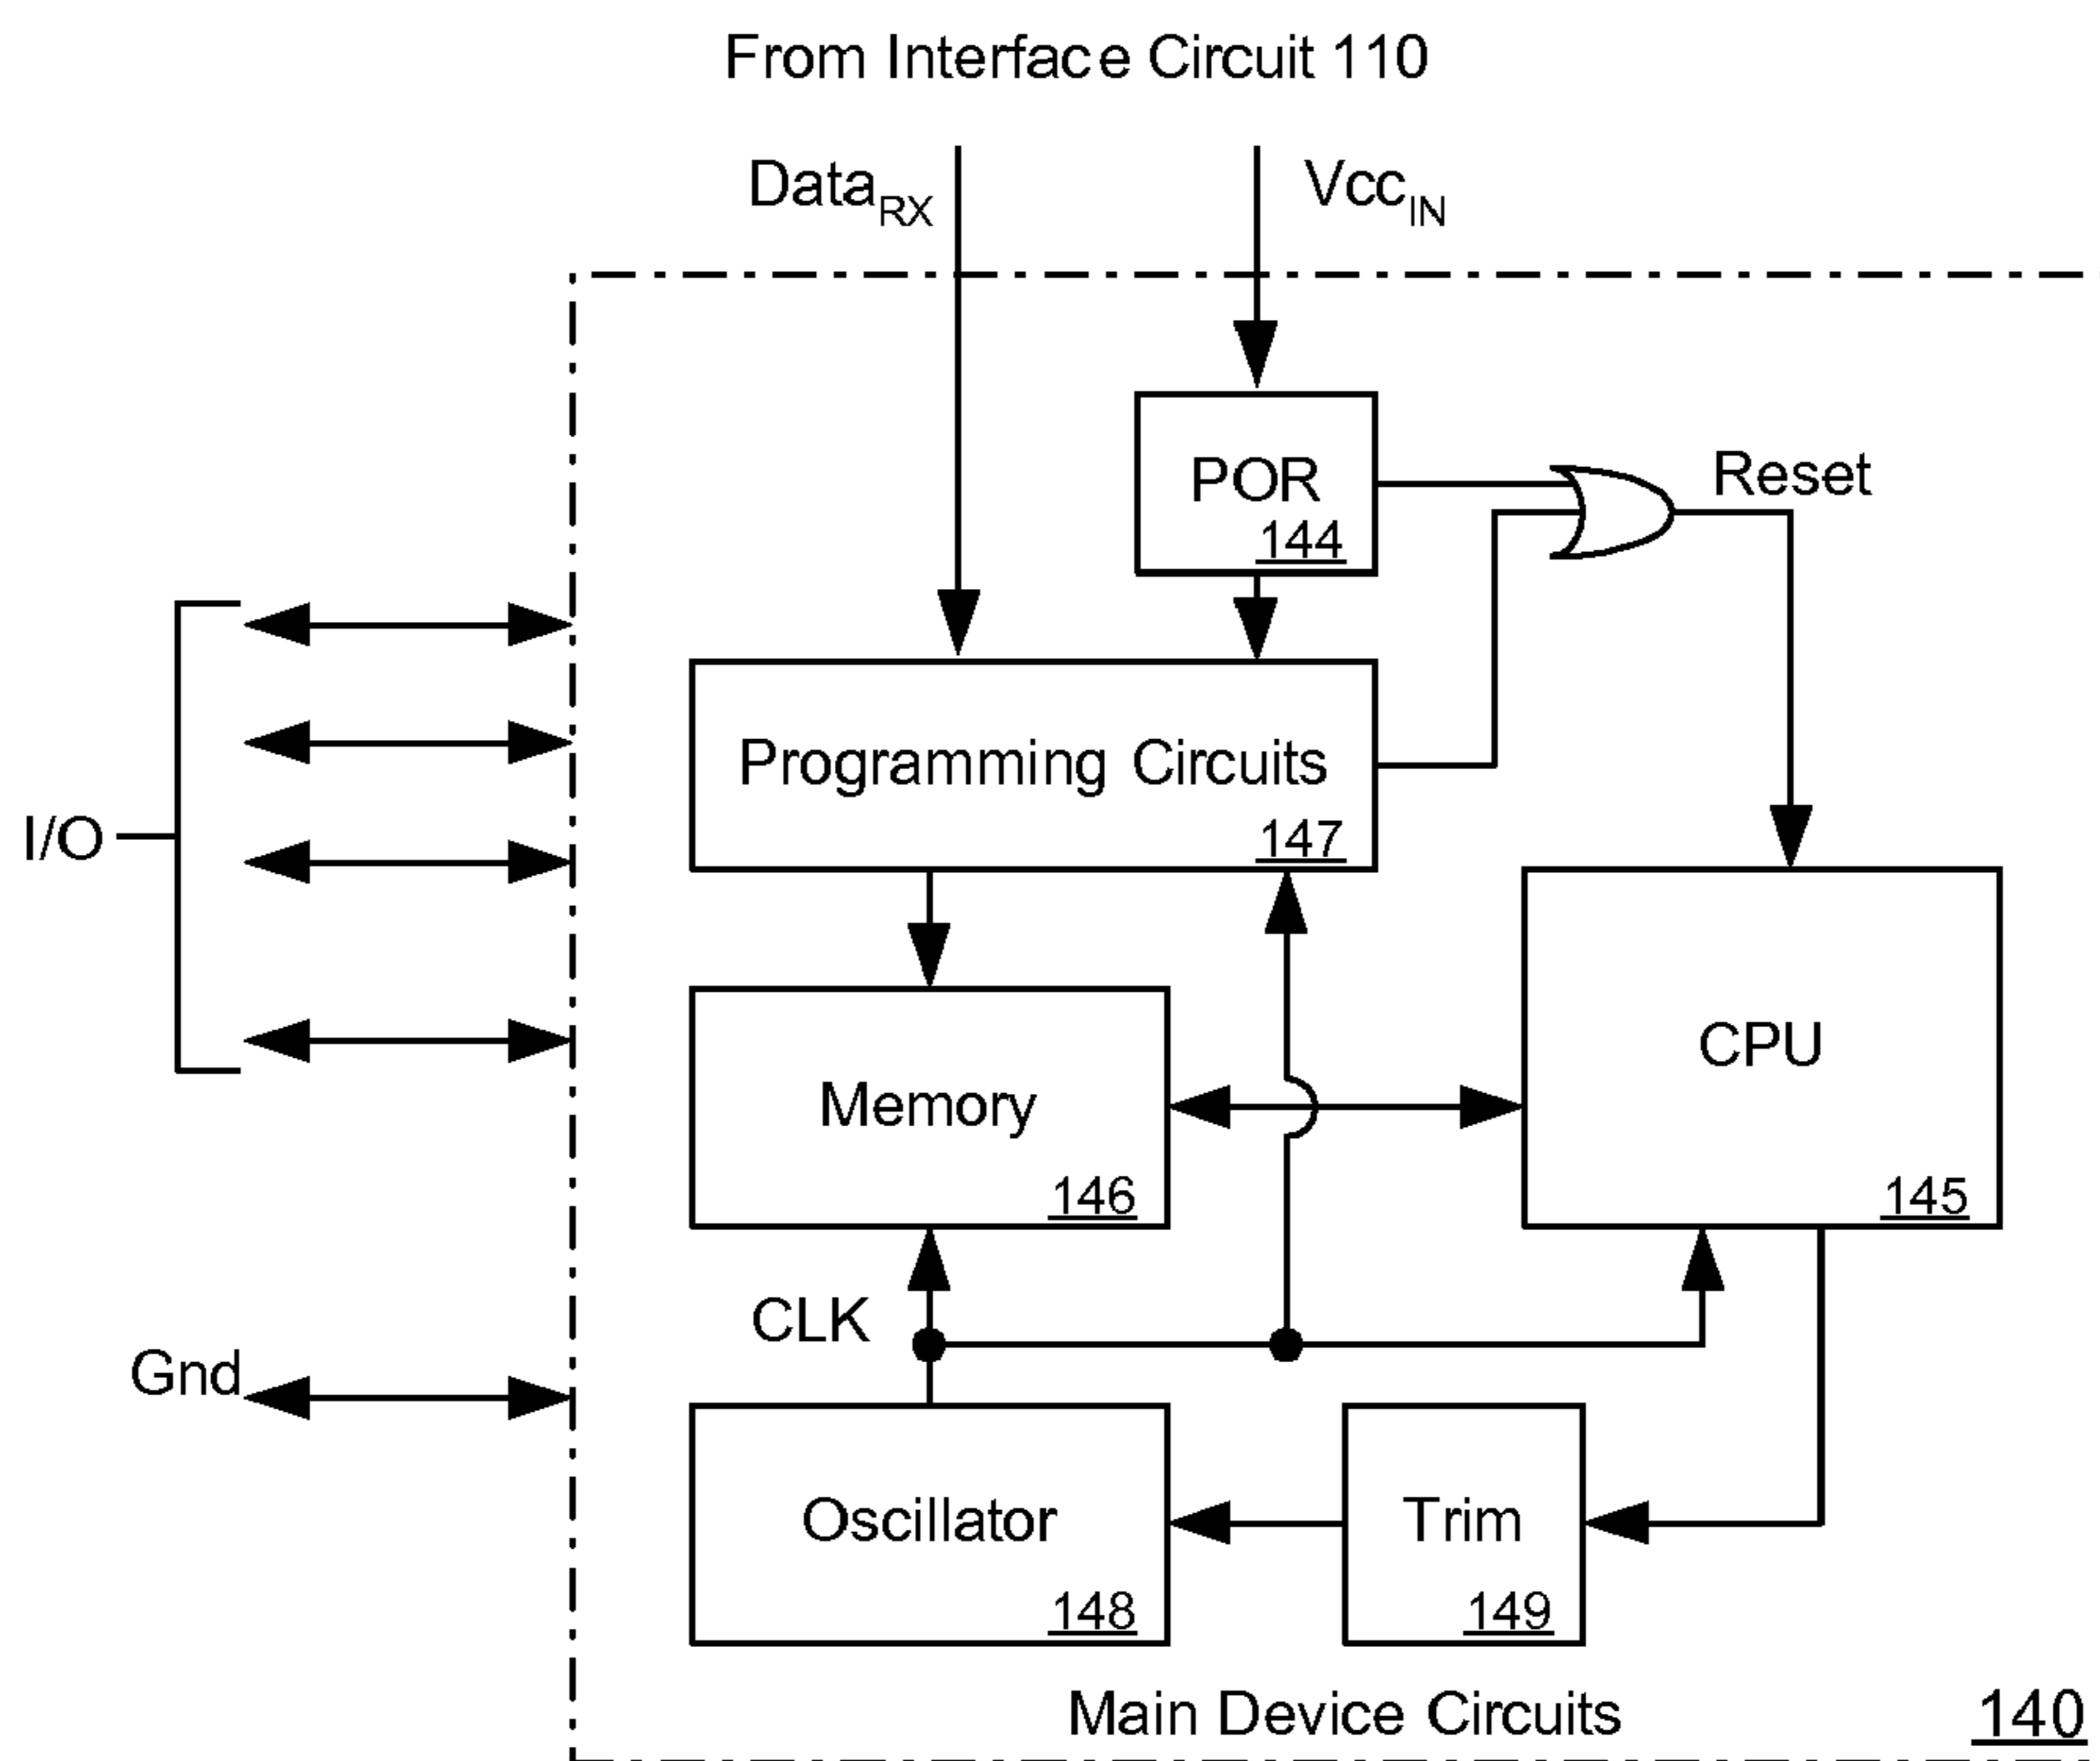 From Interface Circuit 110
DataRX
VccIN
POR
144
Reset
Programming Circuits
147
I/O
CPU
145
Memory
146
CLK
Gnd
Oscillator
148
Trim
149
Main Device Circuits
140